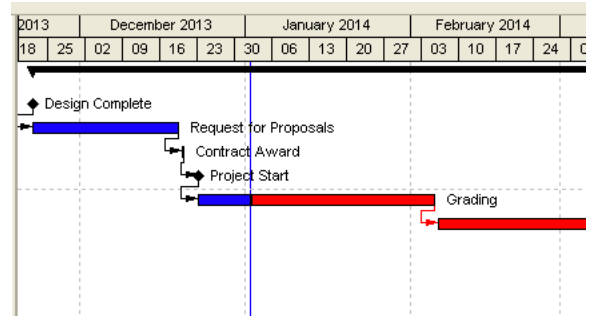 2013 December 2013 January 2014 February 2014
18 25 02 09 16 23 30 06 13 20 27 03 10 17 24
Design Complete
Request for Proposals
Contract Award
Project Start
Grading